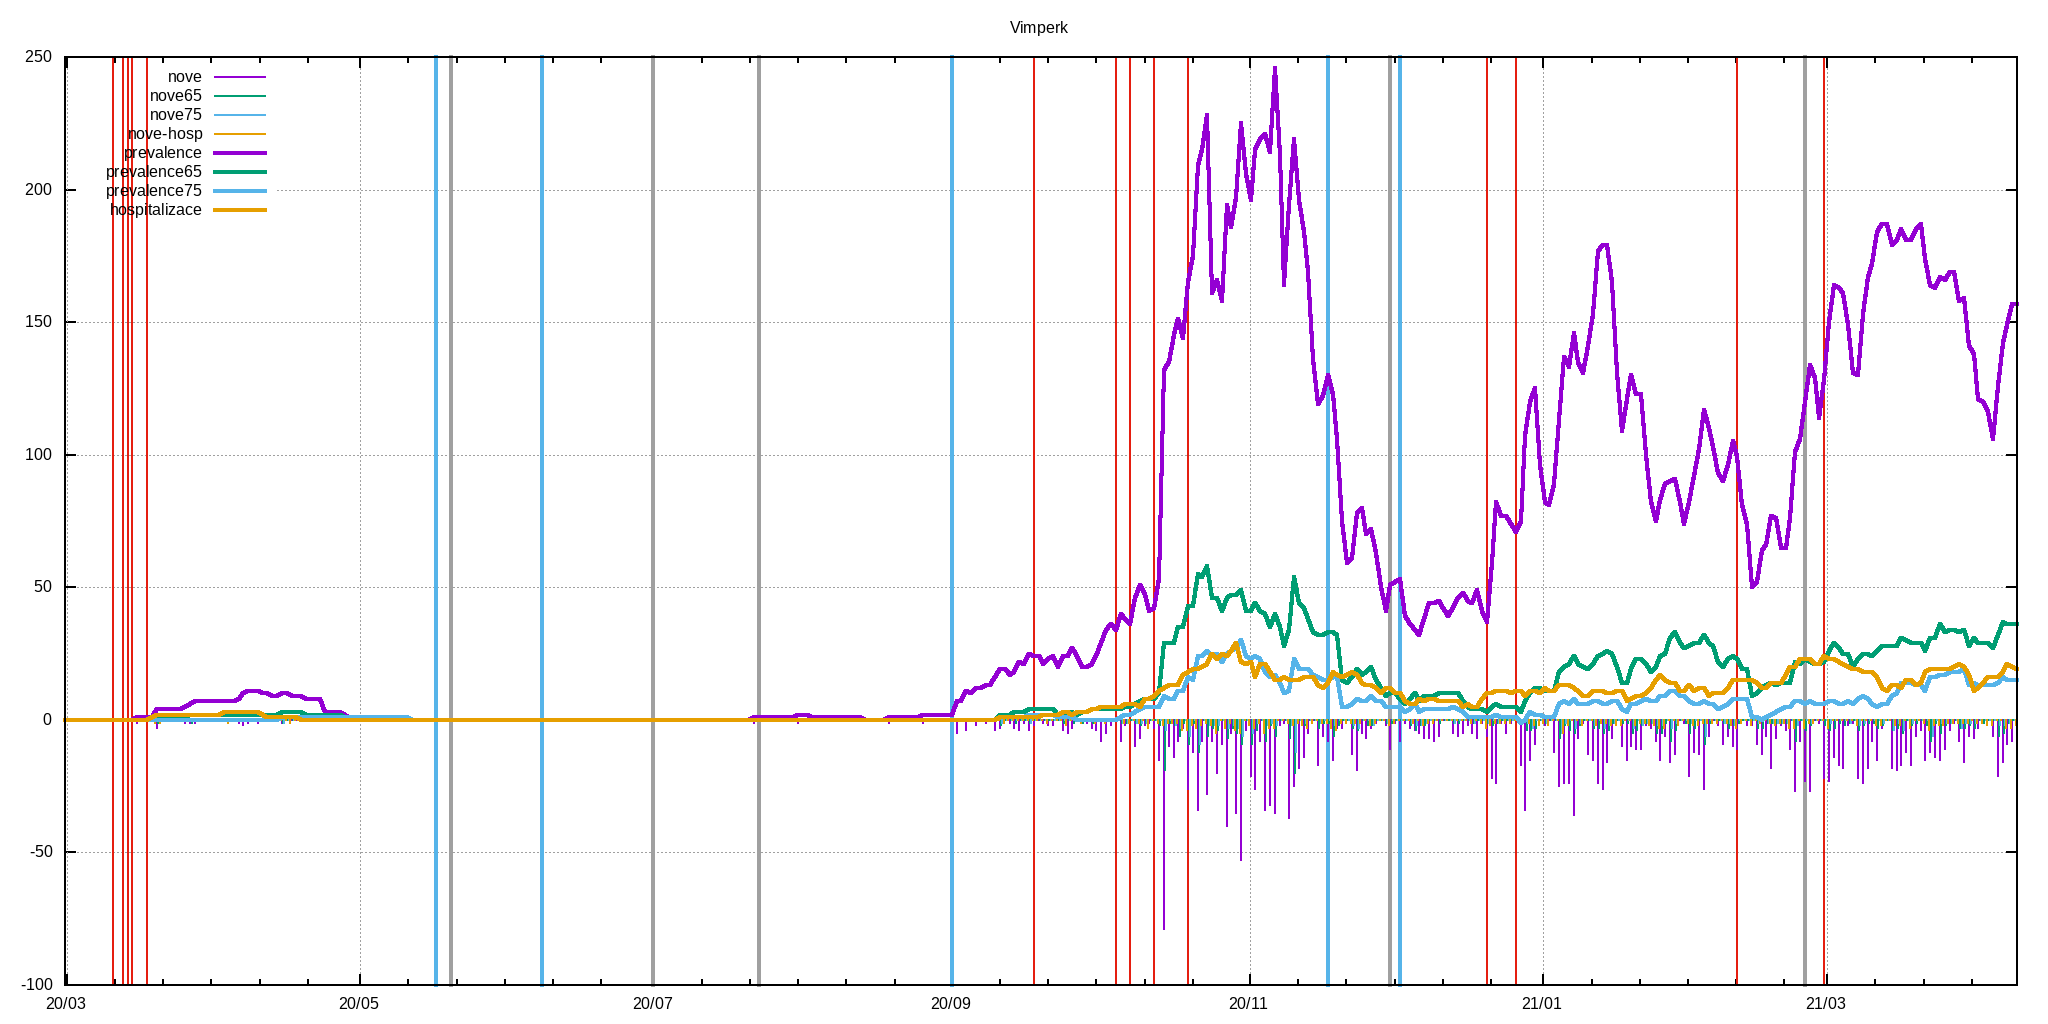 Vimperk
250
200
150
100
50
0
-50
-100
nove
nove65
nove75
nove-hosp
prevalence
prevalence65
prevalence75
hospitalizace
20/03 20/05 20/07 20/09 20/11 21/01 21/03